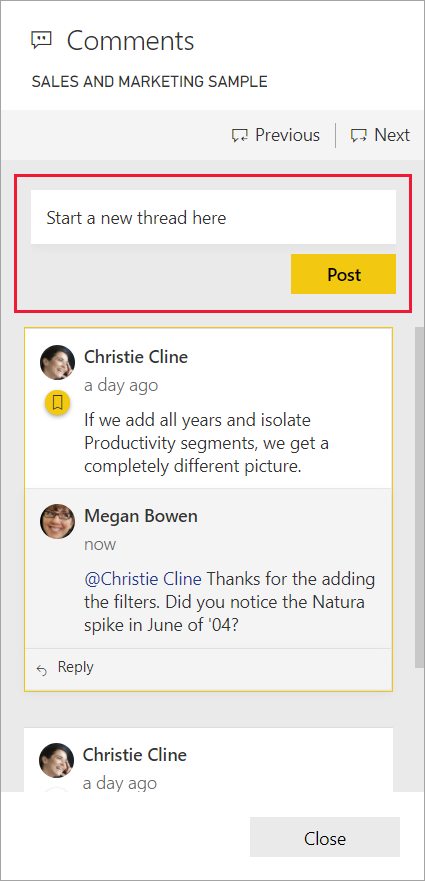 Comments
SALES AND MARKETING SAMPLE
Previous
Next
Start a new thread here
Post
Christie Cline
a day ago
If we add all years and isolate
Productivity segments, we get a
completely different picture.
Megan Bowen
now
@Christie Cline Thanks for the adding
the filters. Did you notice the Natura
spike in June of '04?
Reply
Christie Cline
a day ago
Close